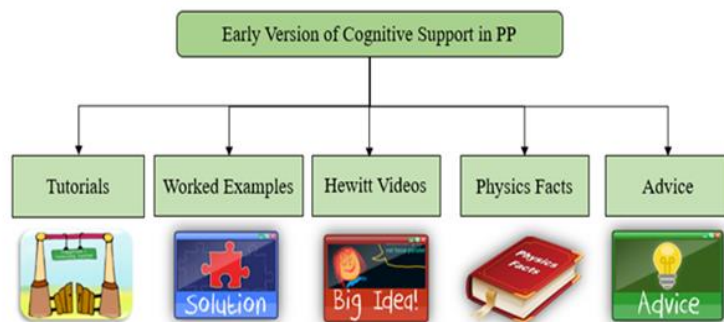 Early Version of Cognitive Support in PP
Tutorials
Worked Examples
Hewitt Videos
Physics Facts
Advice
Solution
Big Idea!
Physics
Facts
Advice